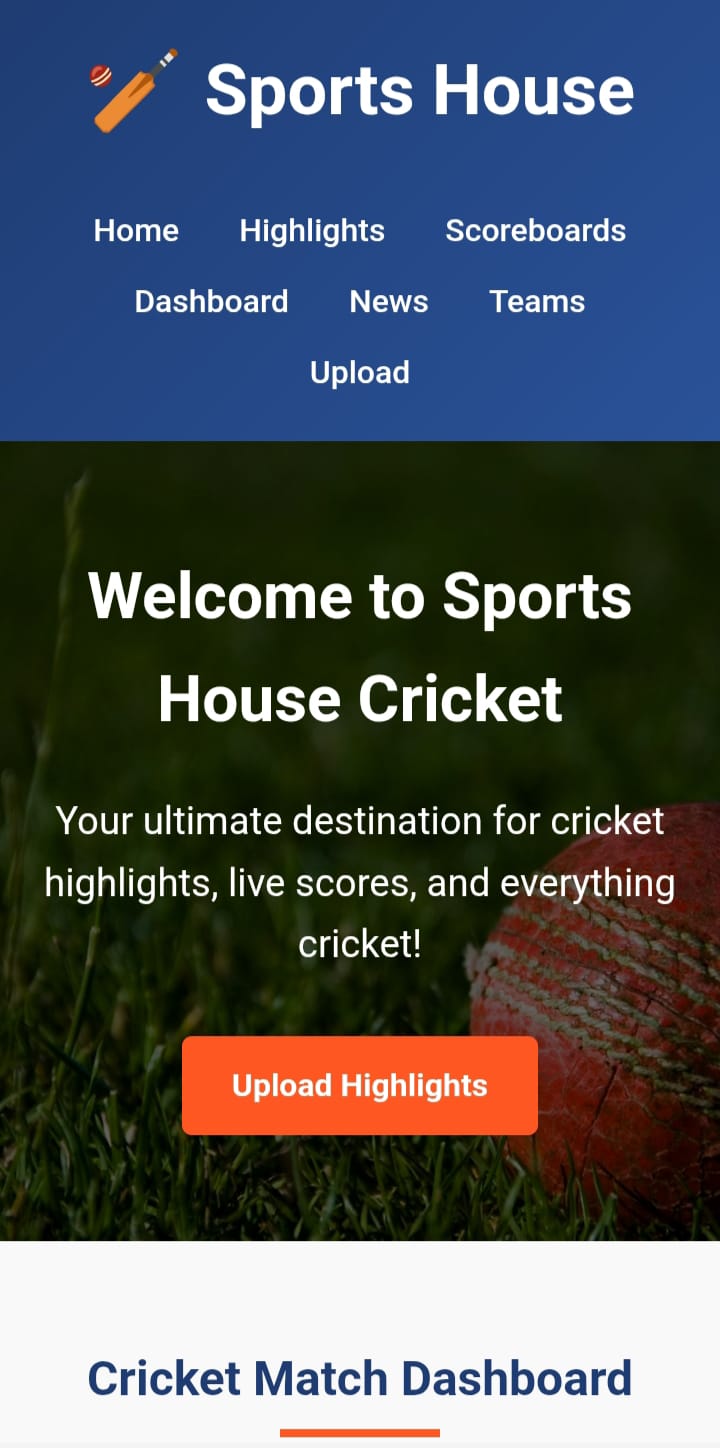 Sports House
Home Highlights Scoreboards
Dashboard News Teams
Upload
Welcome to Sports
House Cricket
Your ultimate destination for cricket
highlights, live scores, and everything
cricket!
Upload Highlights
Cricket Match Dashboard